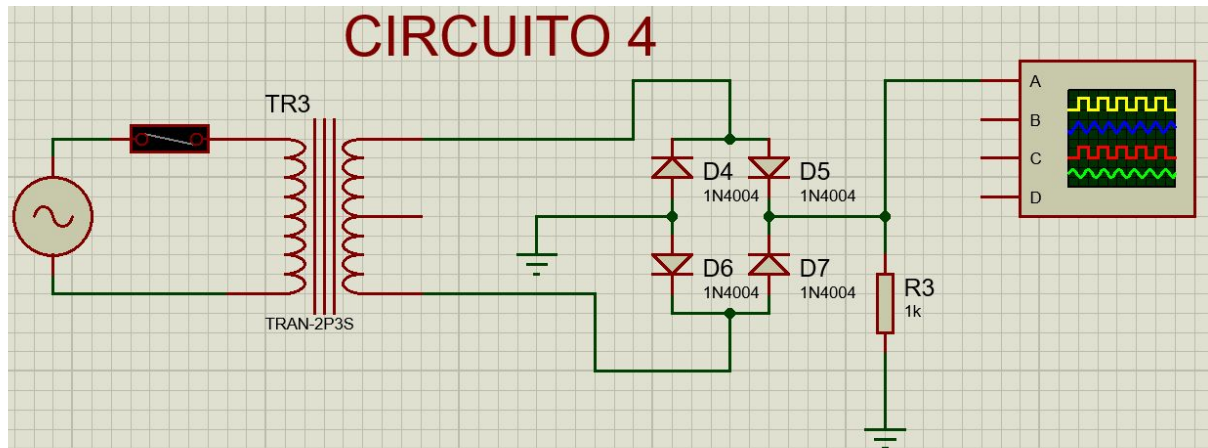 CIRCUITO 4
TR3
TRAN-2P3S
D4
1N4004
D5
1N4004
D6
1N4004
D7
1N4004
R3
1k
A
B
C
D